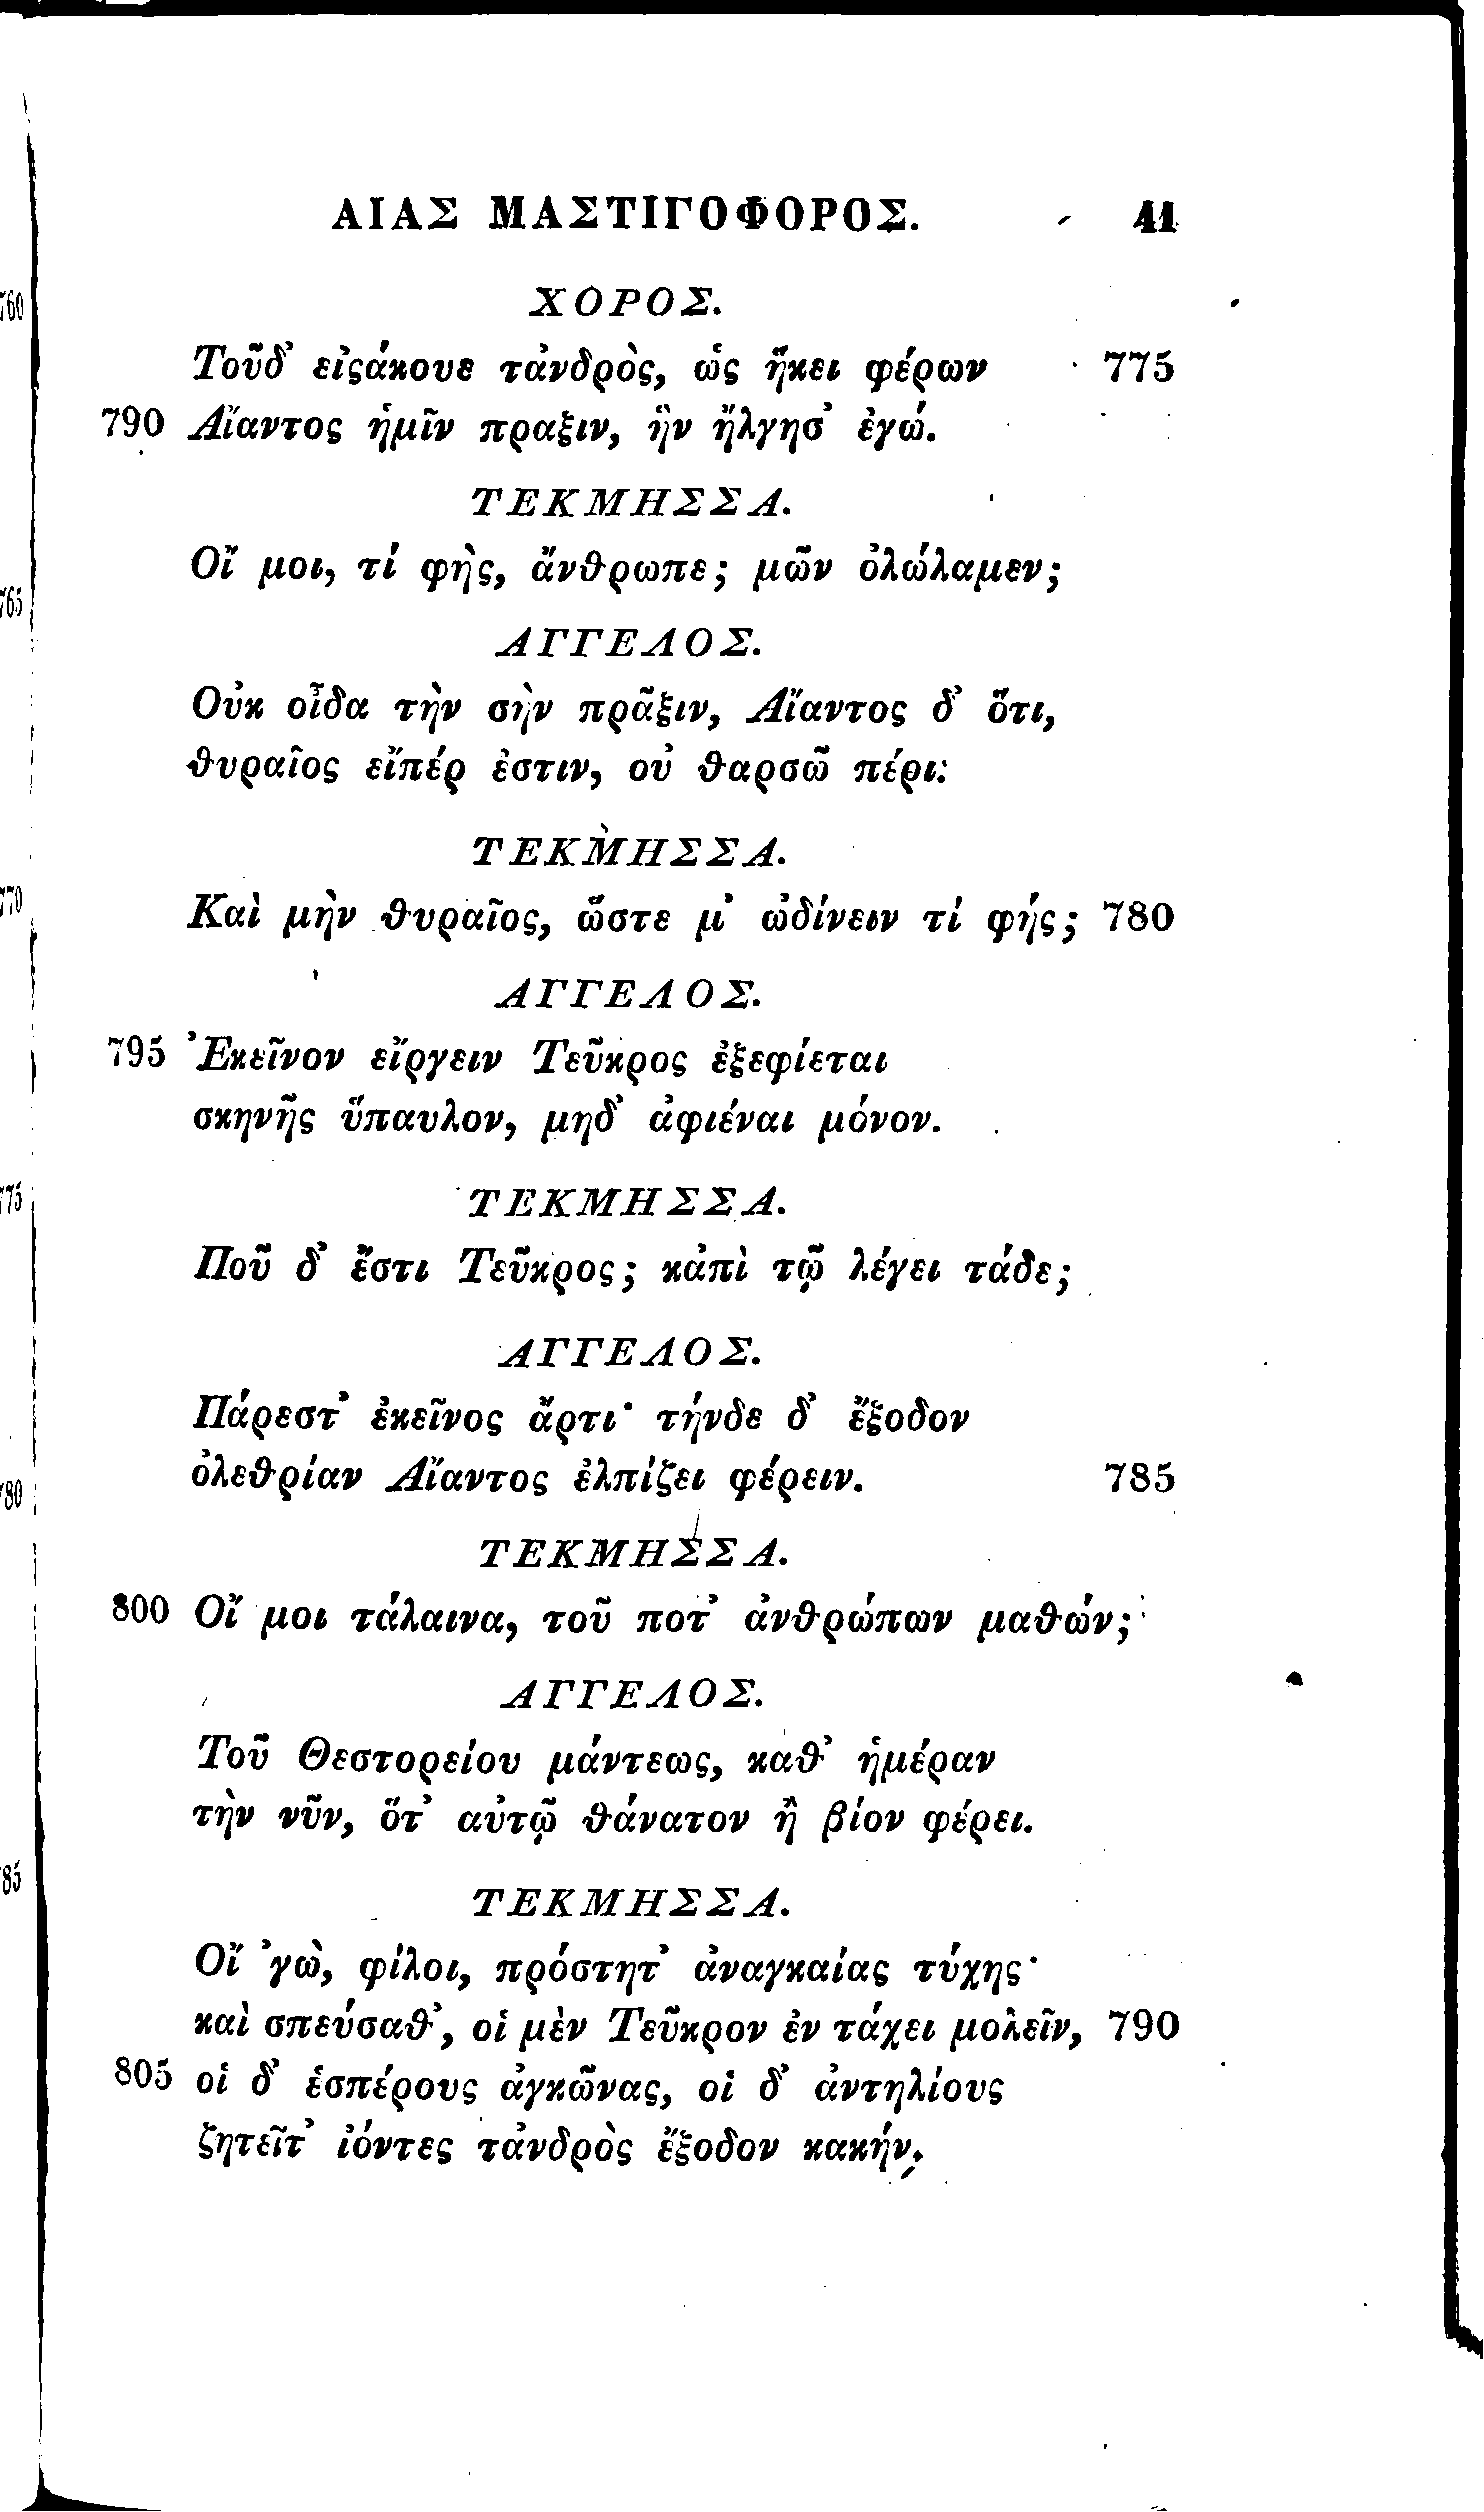 ΑΙΑΣ ΜΑΣΤΙΓΟΦΟΡΟΣ. 41
ΧΟΡΟΣ.
Τοῦδ᾽ εἰςάκουε τἀνδρὸς, ὡς ἥκει φέρων 775
790 Αἴαντος ἡμῖν πραξιν, ἣν ἤλγησ᾽ ἐγώ.
ΤΕΚΜΗΣΣΑ.
Οἴ μοι, τί φὴς, ἄνθρωπε; μῶν ὀλώλαμεν;
ΑΓΓΕΛΟΣ.
Οὐκ οἶδα τὴν σὴν πρᾶξιν, Αἴαντος δ᾽ ὅτι,
θυραῖος εἴπέρ ἐστιν, οὐ θαρσῶ πέρι.
ΤΕΚΜΗΣΣΑ.
Καὶ μὴν θυραῖος, ὥστε μ᾽ ὠδίνειν τί φής; 780
ΑΓΓΕΛΟΣ.
795 Ἐκεῖνον εἴργειν Τεῦκρος ἐξεφίεται
σκηνῆς ὕπαυλον, μηδ᾽ ἀφιέναι μόνον.
ΤΕΚΜΗΣΣΑ.
Ποῦ δ᾽ ἔστι Τεῦκρος; κἀπὶ τῷ λέγει τάδε;
ΑΓΓΕΛΟΣ.
Πάρεστ᾽ ἐκεῖνος ἄρτι· τήνδε δ᾽ ἔξοδον
ὀλεθρίαν Αἴαντος ἐλπίζει φέρειν. 785
ΤΕΚΜΗΣΣΑ.
800 Οἴ μοι τάλαινα, τοῦ ποτ᾽ ἀνθρώπων μαθών;
ΑΓΓΕΛΟΣ.
Τοῦ Θεστορείου μάντεως, καθ᾽ ἡμέραν
τὴν νῦν, ὅτ᾽ αὐτῷ θάνατον ἢ βίον φέρει.
ΤΕΚΜΗΣΣΑ.
Οἲ ᾽γὼ, φίλοι, πρόστητ᾽ ἀναγκαίας τύχης·
καὶ σπεύσαθ᾽, οἱ μὲν Τεῦκρον ἐν τάχει μολεῖν, 790
805 οἱ δ᾽ ἑσπέρους ἀγκῶνας, οἱ δ᾽ ἀντηλίους
ζητεῖτ᾽ ἰόντες τἀνδρὸς ἔξοδον κακήν.